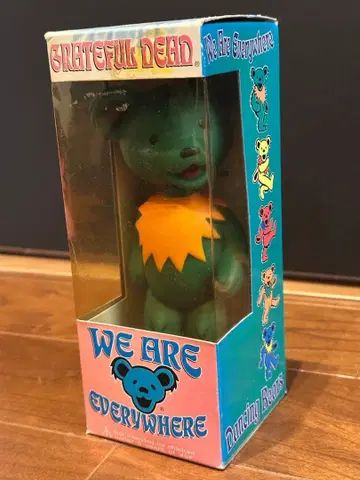 GRATEFUL DEAD®
We Are Everywhere
WE ARE
EVERYWHERE
Dancing Bears